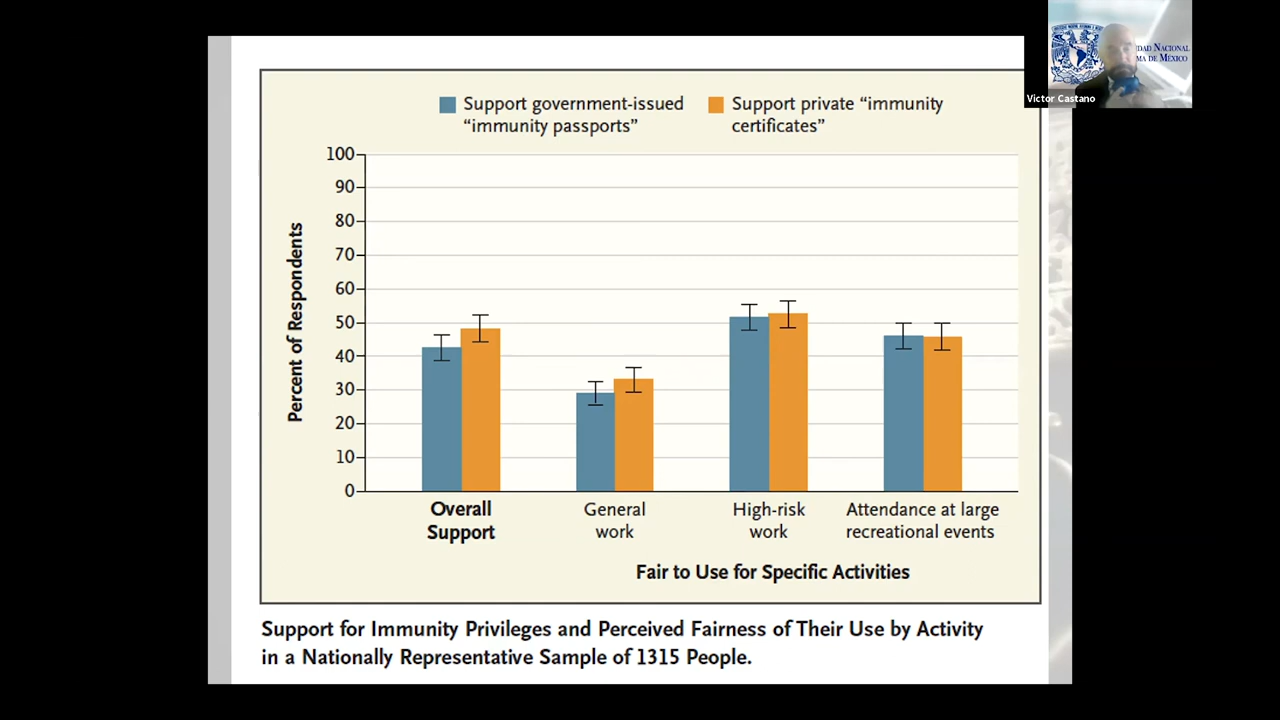 DAD NACIONAL
MA DE MÉXICO
Victor Castano
Support government-issued
“immunity passports”
Support private “immunity
certificates”
100
90
80
70
60
50
40
30
20
10
0
Percent of Respondents
Overall
Support
General
work
High-risk
work
Attendance at large
recreational events
Fair to Use for Specific Activities
Support for Immunity Privileges and Perceived Fairness of Their Use by Activity
in a Nationally Representative Sample of 1315 People.